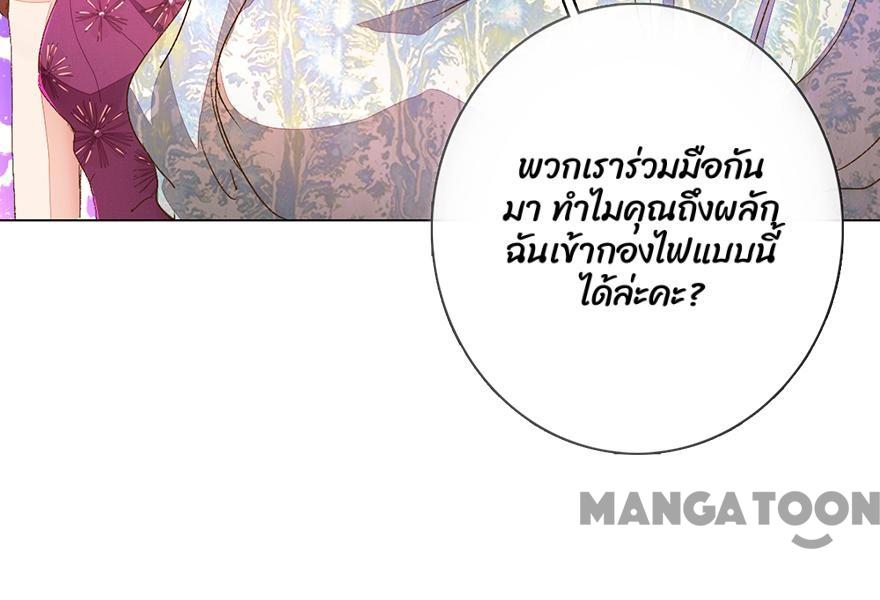 พวกเราร่วมมือกัน
มา ทำไมคุณถึงผลัก
ฉันเข้ากองไฟแบบนี้
ได้ล่ะคะ?
MANGATOON